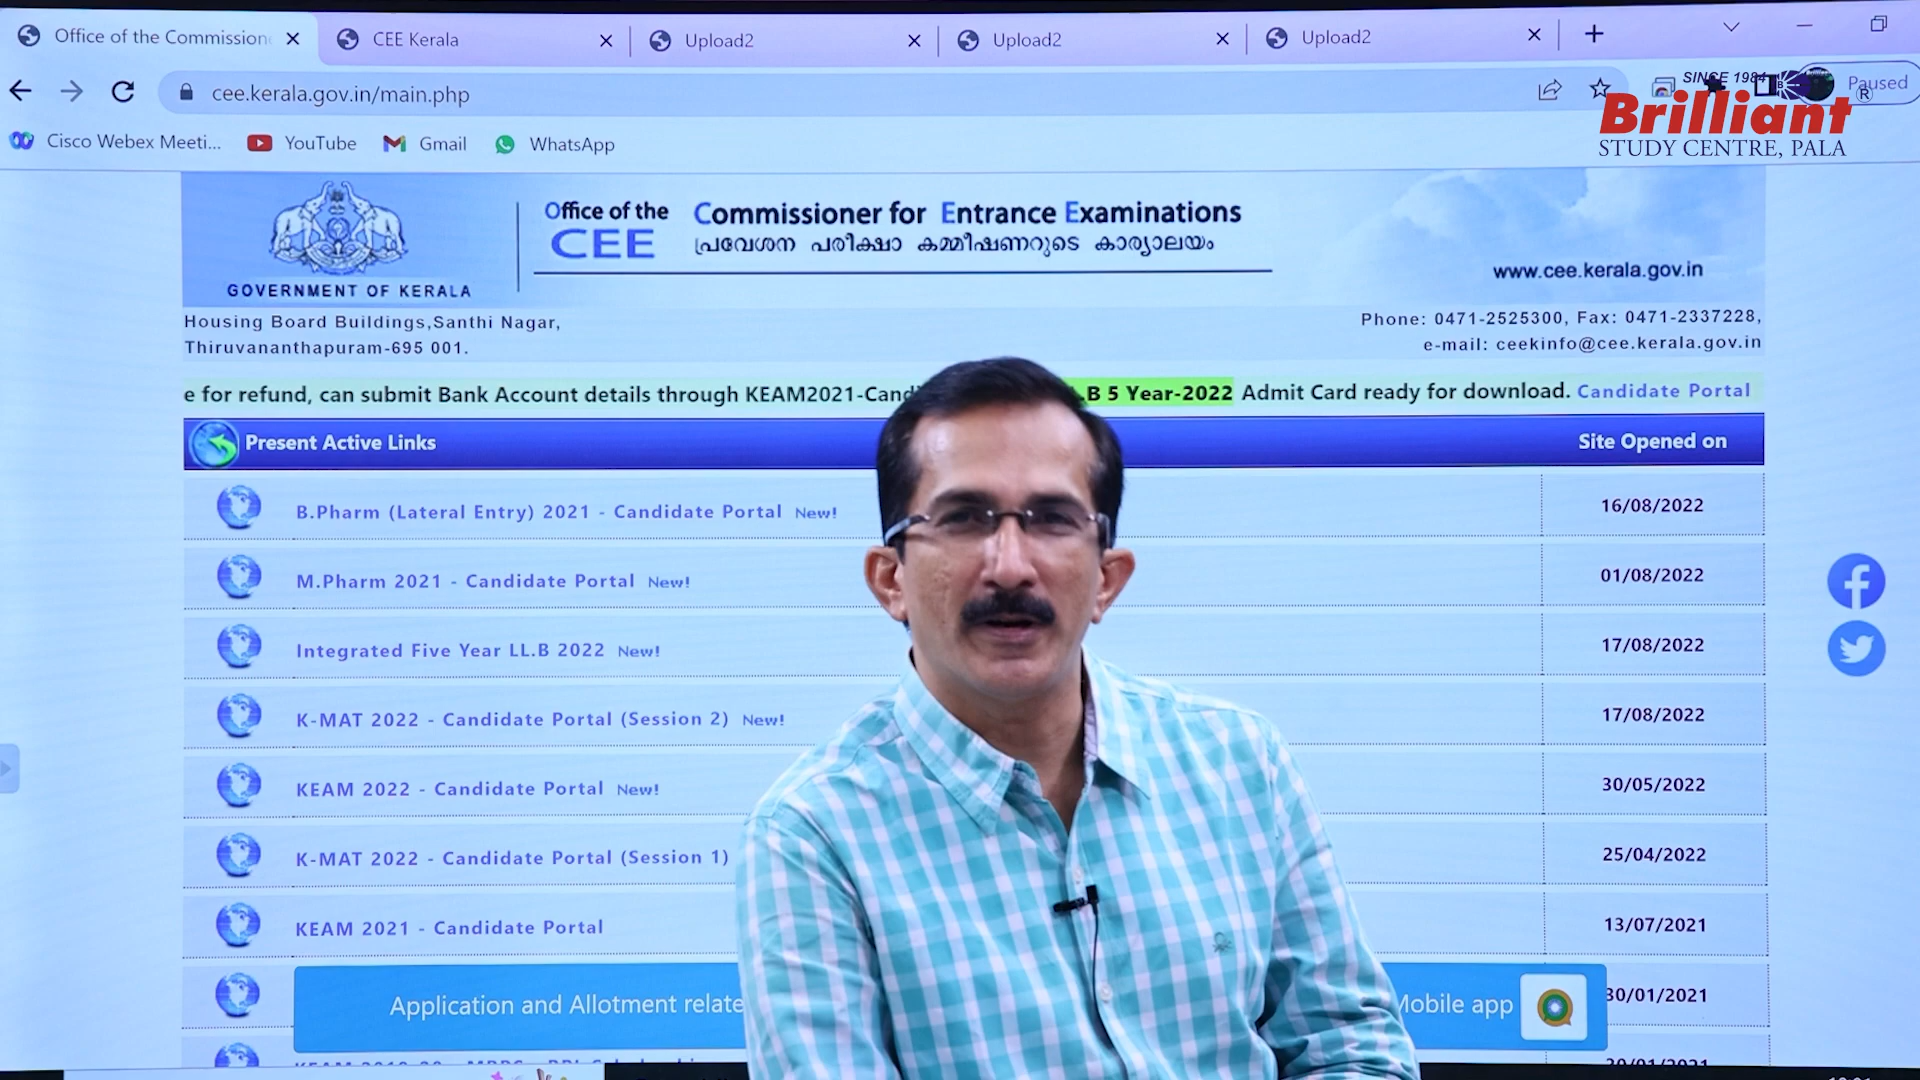 Office of the Commission
CEE Kerala
Upload2
Upload2
Upload2
cee.kerala.gov.in/main.php
Paused
SINCE 1984
Brilliant
®
STUDY CENTRE, PALA
Cisco Webex Meeti...
YouTube
Gmail
WhatsApp
GOVERNMENT OF KERALA
Office of the
CEE
Commissioner for Entrance Examinations
പ്രവേശന പരീക്ഷാ കമ്മീഷണറുടെ കാര്യാലയം
www.cee.kerala.gov.in
Housing Board Buildings,Santhi Nagar,
Thiruvananthapuram-695 001.
Phone: 0471-2525300, Fax: 0471-2337228,
e-mail: ceekinfo@cee.kerala.gov.in
e for refund, can submit Bank Account details through KEAM2021-Cand .B 5 Year-2022 Admit Card ready for download. Candidate Portal
Present Active Links Site Opened on
B.Pharm (Lateral Entry) 2021 - Candidate Portal New! 16/08/2022
M.Pharm 2021 - Candidate Portal New! 01/08/2022
Integrated Five Year LL.B 2022 New! 17/08/2022
K-MAT 2022 - Candidate Portal (Session 2) New! 17/08/2022
KEAM 2022 - Candidate Portal New! 30/05/2022
K-MAT 2022 - Candidate Portal (Session 1) 25/04/2022
KEAM 2021 - Candidate Portal 13/07/2021
Application and Allotment relate Mobile app 30/01/2021